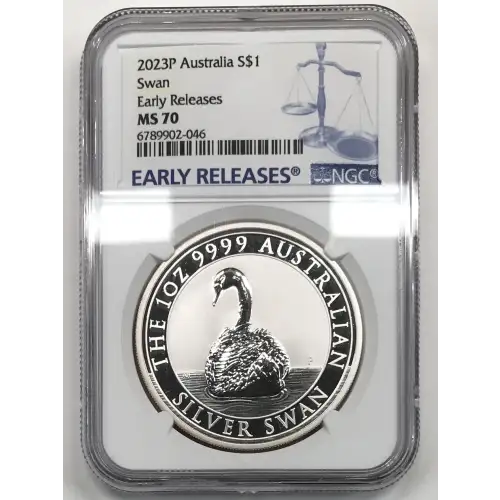 2023P Australia S$1
Swan
Early Releases
MS 70
6789902-046
EARLY RELEASES®
NGC®
THE 1OZ 9999 AUSTRALIAN
SILVER SWAN
P